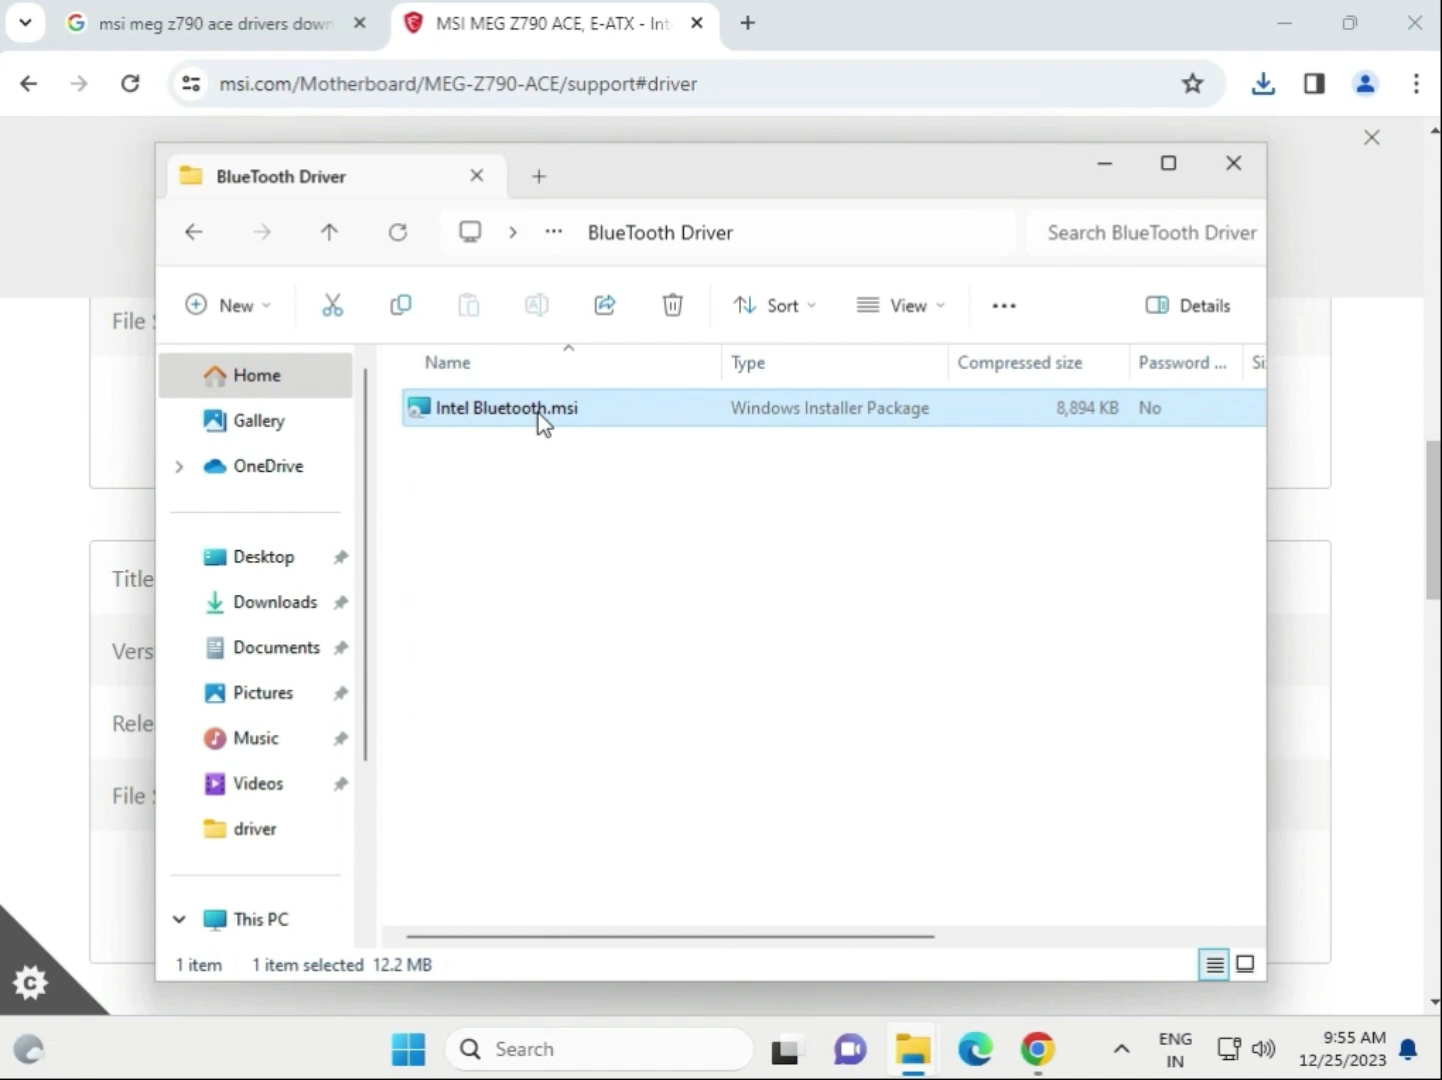 msi meg z790 ace drivers down
MSI MEG Z790 ACE, E-ATX - Int
msi.com/Motherboard/MEG-Z790-ACE/support#driver
BlueTooth Driver
BlueTooth Driver
Search BlueTooth Driver
New
Sort
View
Details
File
Name
Type
Compressed size
Password ...
Home
Intel Bluetooth.msi
Windows Installer Package
8,894 KB
No
Gallery
OneDrive
Desktop
Title
Downloads
Documents
Vers
Pictures
Rele
Music
Videos
File
driver
This PC
1 item
1 item selected 12.2 MB
Search
ENG
IN
9:55 AM
12/25/2023